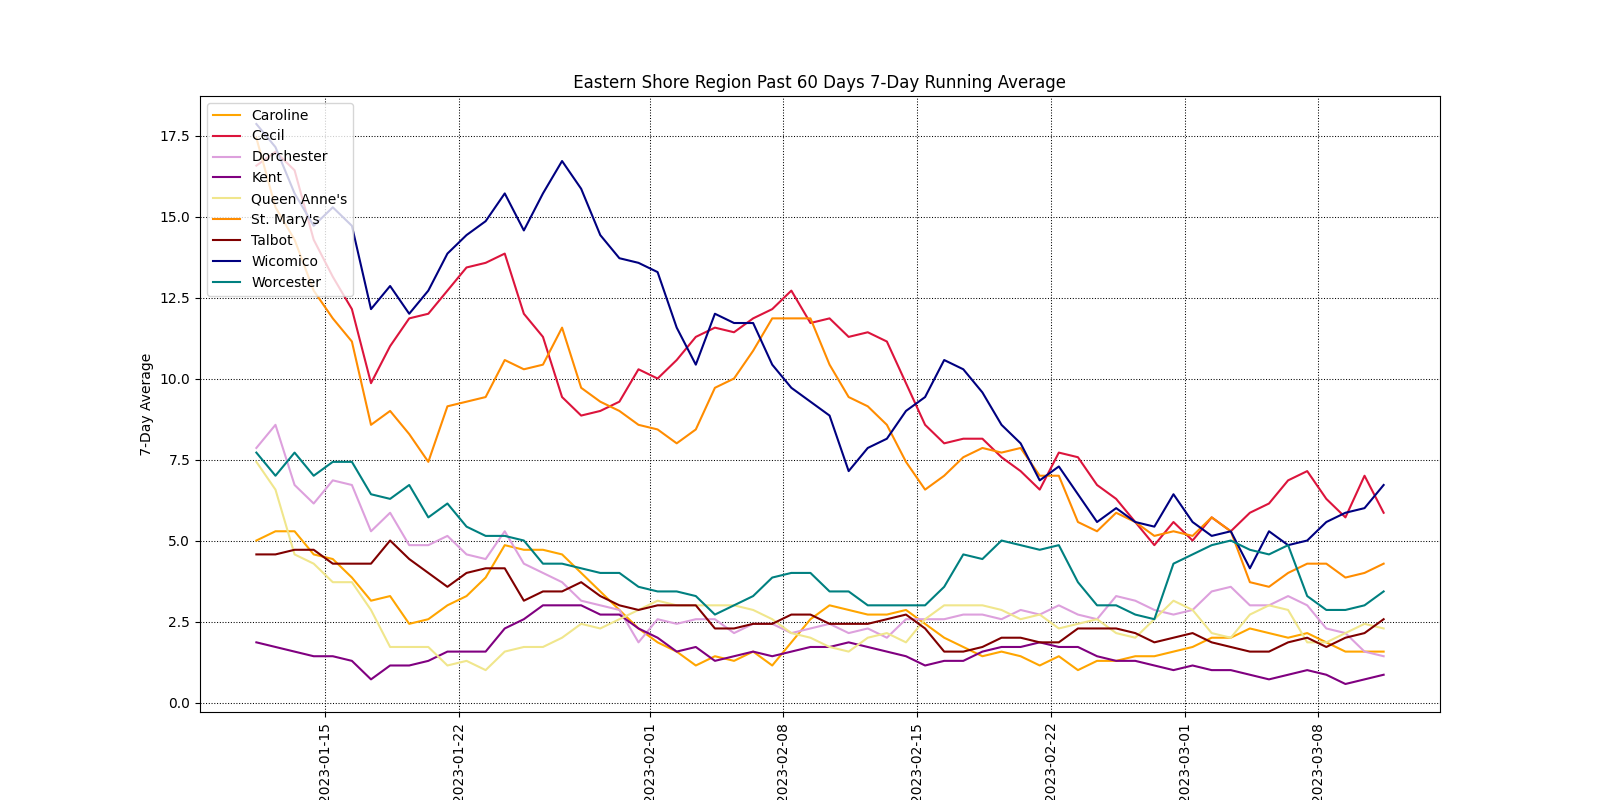 Eastern Shore Region Past 60 Days 7-Day Running Average
Caroline
Cecil
Dorchester
Kent
Queen Anne's
St. Mary's
Talbot
Wicomico
Worcester
7-Day Average
17.5
15.0
12.5
10.0
7.5
5.0
2.5
0.0
2023-01-15
2023-01-22
2023-02-01
2023-02-08
2023-02-15
2023-02-22
2023-03-01
2023-03-08